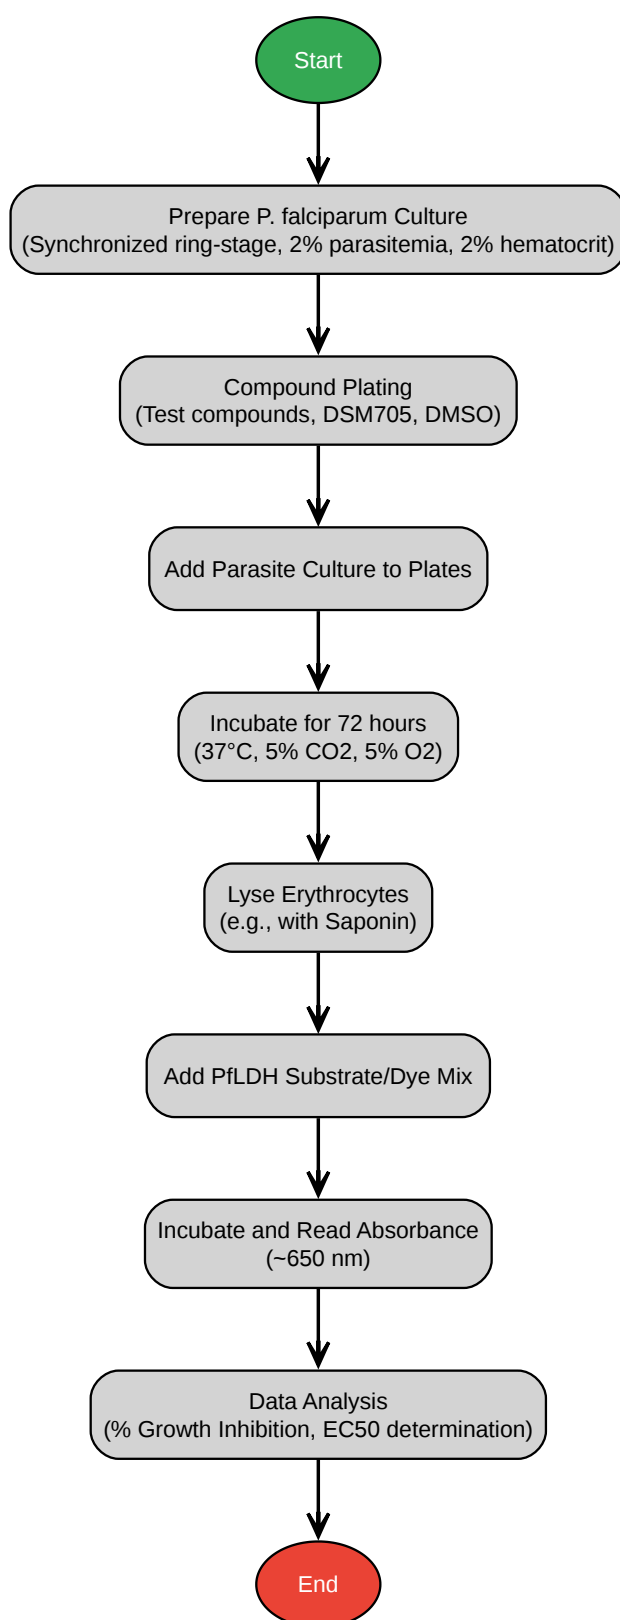 Start
Prepare P. falciparum Culture
(Synchronized ring-stage, 2% parasitemia, 2% hematocrit)
Compound Plating
(Test compounds, DSM705, DMSO)
Add Parasite Culture to Plates
Incubate for 72 hours
(37°C, 5% CO2, 5% O2)
Lyse Erythrocytes
(e.g., with Saponin)
Add PfLDH Substrate/Dye Mix
Incubate and Read Absorbance
(~650 nm)
Data Analysis
(% Growth Inhibition, EC50 determination)
End